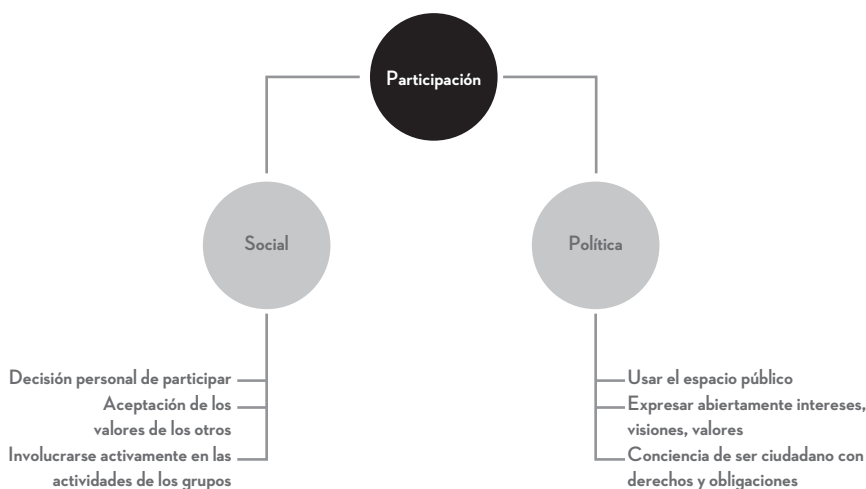 Participación
Social
Política
Decisión personal de participar
Aceptación de los
valores de los otros
Involucrarse activamente en las
actividades de los grupos
Usar el espacio público
Expresar abiertamente intereses,
visiones, valores
Conciencia de ser ciudadano con
derechos y obligaciones